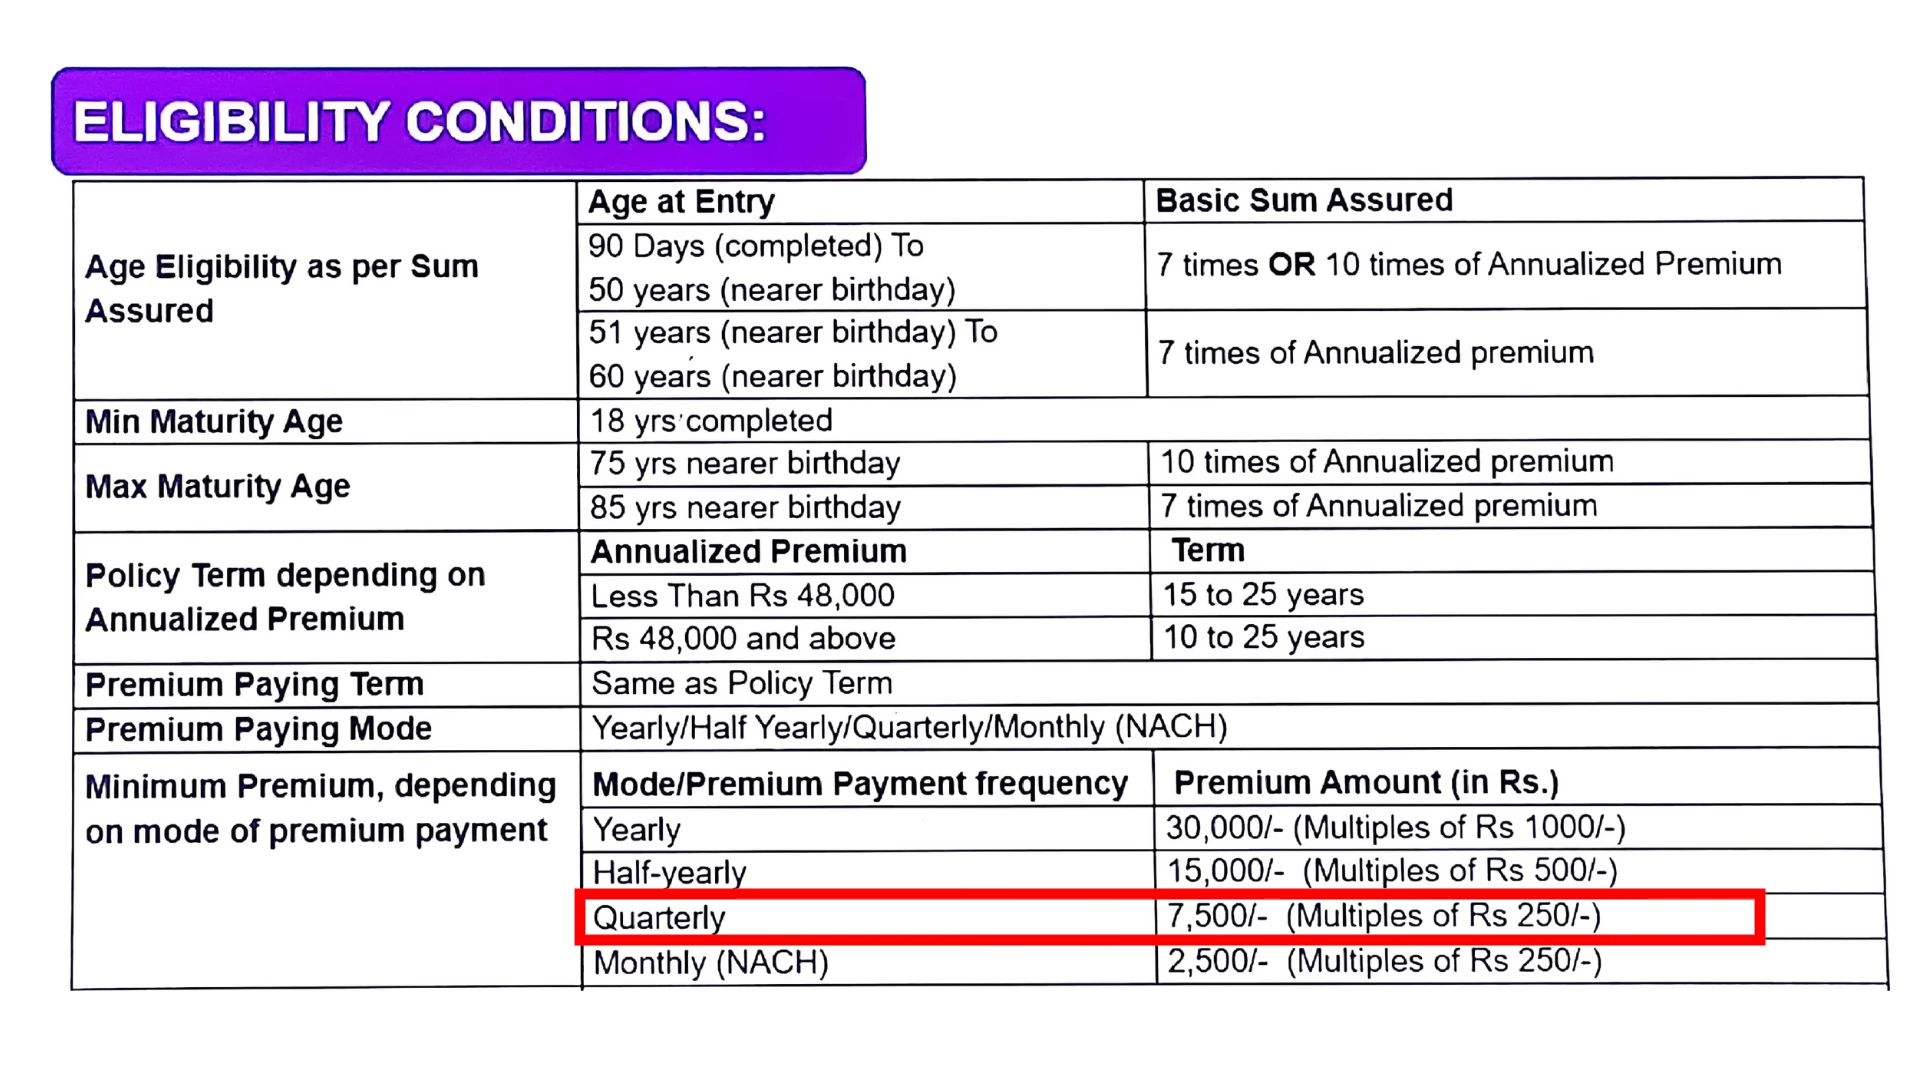 ELIGIBILITY CONDITIONS:
Age Eligibility as per Sum
Assured
Age at Entry
Basic Sum Assured
90 Days (completed) To
50 years (nearer birthday)
7 times OR 10 times of Annualized Premium
51 years (nearer birthday) To
60 years (nearer birthday)
7 times of Annualized premium
Min Maturity Age
18 yrs completed
Max Maturity Age
75 yrs nearer birthday
10 times of Annualized premium
85 yrs nearer birthday
7 times of Annualized premium
Policy Term depending on
Annualized Premium
Annualized Premium
Term
Less Than Rs 48,000
15 to 25 years
Rs 48,000 and above
10 to 25 years
Premium Paying Term
Same as Policy Term
Premium Paying Mode
Yearly/Half Yearly/Quarterly/Monthly (NACH)
Minimum Premium, depending
on mode of premium payment
Mode/Premium Payment frequency
Premium Amount (in Rs.)
Yearly
30,000/- (Multiples of Rs 1000/-)
Half-yearly
15,000/- (Multiples of Rs 500/-)
Quarterly
7,500/- (Multiples of Rs 250/-)
Monthly (NACH)
2,500/- (Multiples of Rs 250/-)